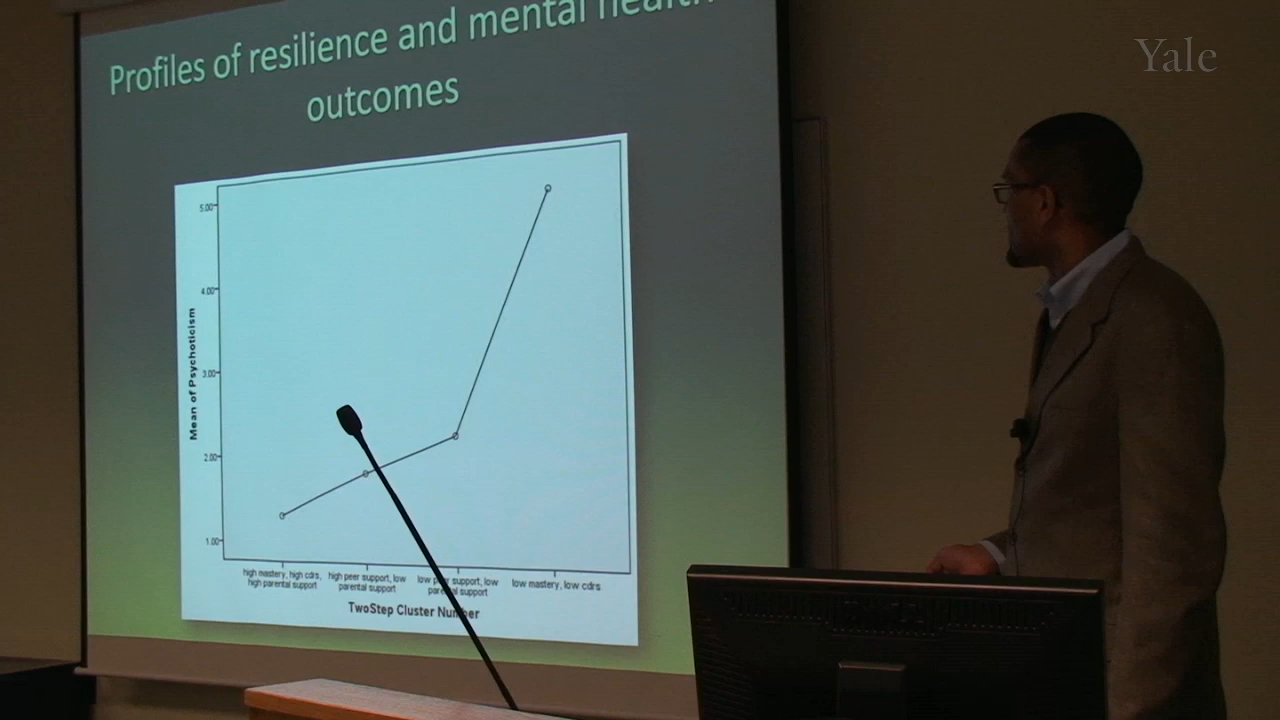 Yale
Profiles of resilience and mental health
outcomes
5.00
4.00
3.00
2.00
1.00
Mean of Psychoticism
high mastery, high cdrs,
high parental support
high peer support, low
parental support
low peer support, low
parental support
low mastery, low cdrs
TwoStep Cluster Number